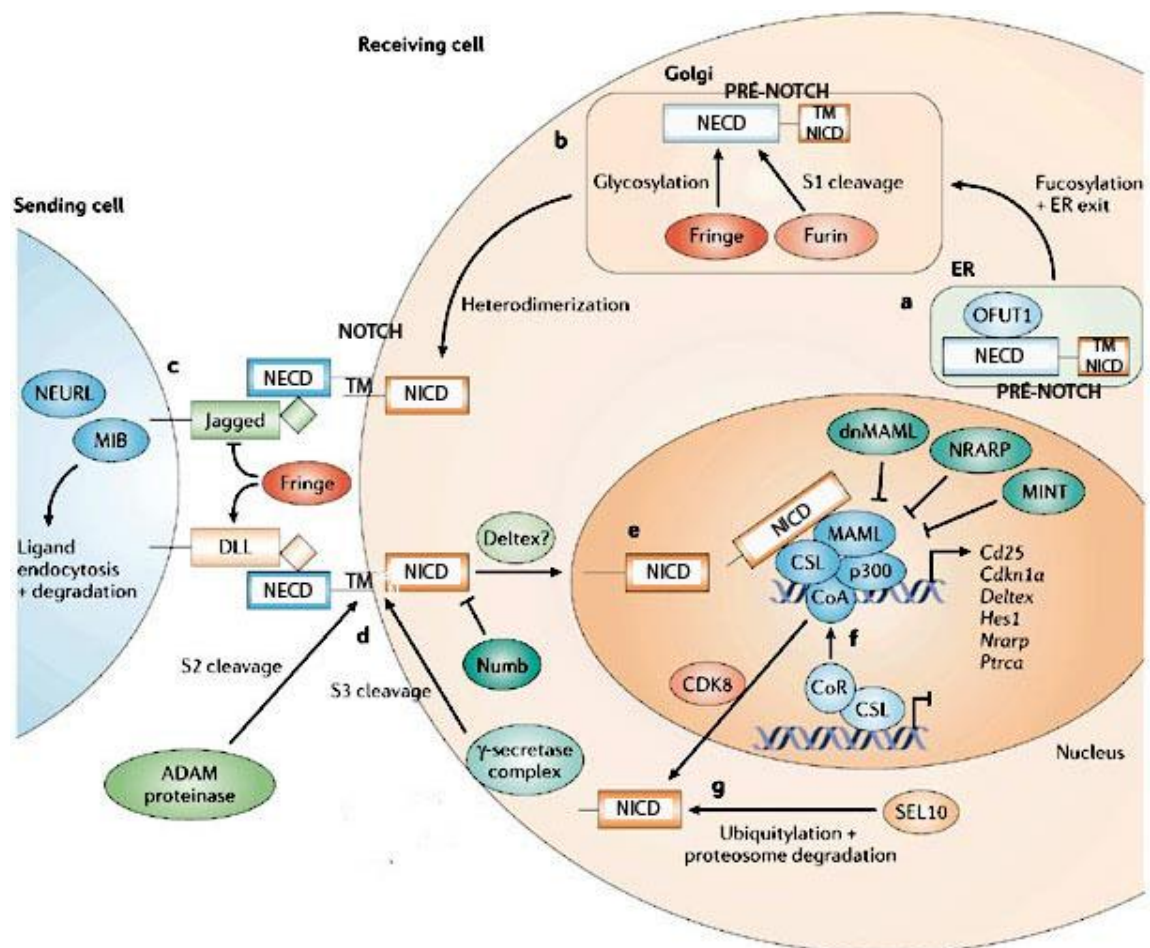 Receiving cell
Golgi
PRÉ-NOTCH
NECD
TM
NICD
b
Glycosylation
S1 cleavage
Fringe
Furin
Fucosylation
+ ER exit
Sending cell
ER
a
OFUT1
NECD
TM
NICD
PRÉ-NOTCH
Heterodimerization
NOTCH
c
NECD
TM
NICD
NEURL
Jagged
MIB
Fringe
dnMAML
NRARP
MINT
Ligand
endocytosis
+ degradation
DLL
NECD
TM
NICD
Deltex?
e
NICD
NICD
MAML
CSL
p300
CoA
Cd25
Cdkn1a
Deltex
Hes1
Nrarp
Ptrca
d
S2 cleavage
S3 cleavage
Numb
f
CDK8
CoR
CSL
Nucleus
ADAM
proteinase
γ-secretase
complex
g
NICD
SEL10
Ubiquitylation +
proteosome degradation